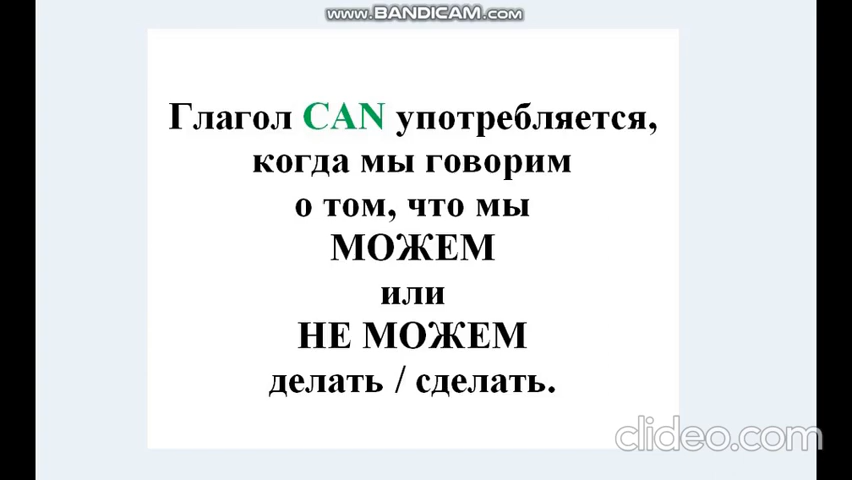 www.BANDICAM.com
Глагол CAN употребляется,
когда мы говорим
о том, что мы
МОЖЕМ
или
НЕ МОЖЕМ
делать / сделать.
clideo.com